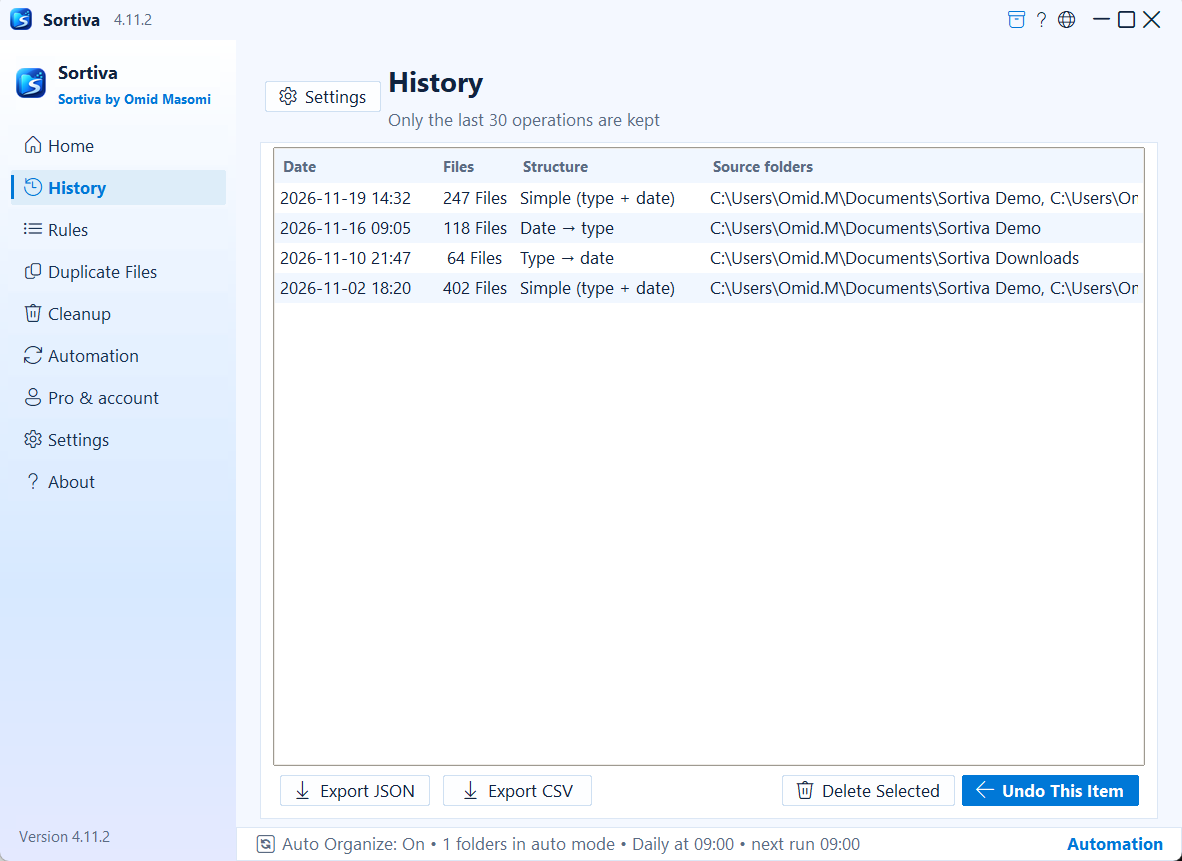 Sortiva 4.11.2
Sortiva
Sortiva by Omid Masomi
Home
History
Rules
Duplicate Files
Cleanup
Automation
Pro & account
Settings
? About
Version 4.11.2
?
Settings
History
Only the last 30 operations are kept
Date Files Structure Source folders
2026-11-19 14:32 247 Files Simple (type + date) C:\Users\Omid.M\Documents\Sortiva Demo, C:\Users\Or
2026-11-16 09:05 118 Files Date → type C:\Users\Omid.M\Documents\Sortiva Demo
2026-11-10 21:47 64 Files Type → date C:\Users\Omid.M\Documents\Sortiva Downloads
2026-11-02 18:20 402 Files Simple (type + date) C:\Users\Omid.M\Documents\Sortiva Demo, C:\Users\Or
Export JSON Export CSV Delete Selected Undo This Item
Auto Organize: On • 1 folders in auto mode • Daily at 09:00 • next run 09:00 Automation